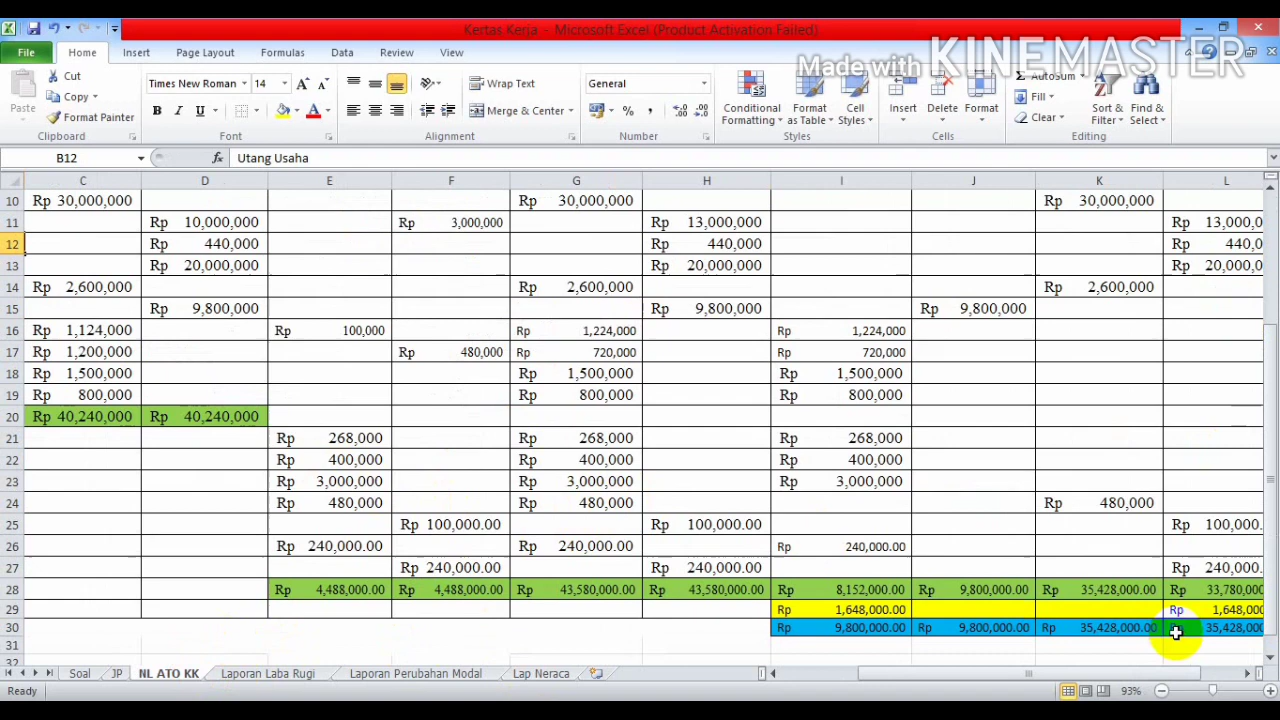 Kertas Kerja - Microsoft Excel (Product Activation Failed)
Made with KINEMASTER
File Home Insert Page Layout Formulas Data Review View
Paste Cut Copy Format Painter Clipboard
Times New Roman 14 B I U Font
Wrap Text Merge & Center Alignment
General % , Number
Conditional Formatting Format as Table Cell Styles Styles
Insert Delete Format Cells
AutoSum Fill Clear Sort & Filter Find & Select Editing
B12 fx Utang Usaha
C D E F G H I J K L
10 Rp 30,000,000 Rp 30,000,000 Rp 30,000,000
11 Rp 10,000,000 Rp 3,000,000 Rp 13,000,000 Rp 13,000,0
12 Rp 440,000 Rp 440,000 Rp 440,0
13 Rp 20,000,000 Rp 20,000,000 Rp 20,000,0
14 Rp 2,600,000 Rp 2,600,000 Rp 2,600,000
15 Rp 9,800,000 Rp 9,800,000 Rp 9,800,000
16 Rp 1,124,000 Rp 100,000 Rp 1,224,000 Rp 1,224,000
17 Rp 1,200,000 Rp 480,000 Rp 720,000 Rp 720,000
18 Rp 1,500,000 Rp 1,500,000 Rp 1,500,000
19 Rp 800,000 Rp 800,000 Rp 800,000
20 Rp 40,240,000 Rp 40,240,000
21 Rp 268,000 Rp 268,000 Rp 268,000
22 Rp 400,000 Rp 400,000 Rp 400,000
23 Rp 3,000,000 Rp 3,000,000 Rp 3,000,000
24 Rp 480,000 Rp 480,000 Rp 480,000
25 Rp 100,000.00 Rp 100,000.00 Rp 100,000.
26 Rp 240,000.00 Rp 240,000.00 Rp 240,000.00
27 Rp 240,000.00 Rp 240,000.00 Rp 240,000.
28 Rp 4,488,000.00 Rp 4,488,000.00 Rp 43,580,000.00 Rp 43,580,000.00 Rp 8,152,000.00 Rp 9,800,000.00 Rp 35,428,000.00 Rp 33,780,000
29 Rp 1,648,000.00 Rp 1,648,000
30 Rp 9,800,000.00 Rp 9,800,000.00 Rp 35,428,000.00 35,428,000
31
32
Soal JP NL ATO KK Laporan Laba Rugi Laporan Perubahan Modal Lap Neraca
Ready 93%